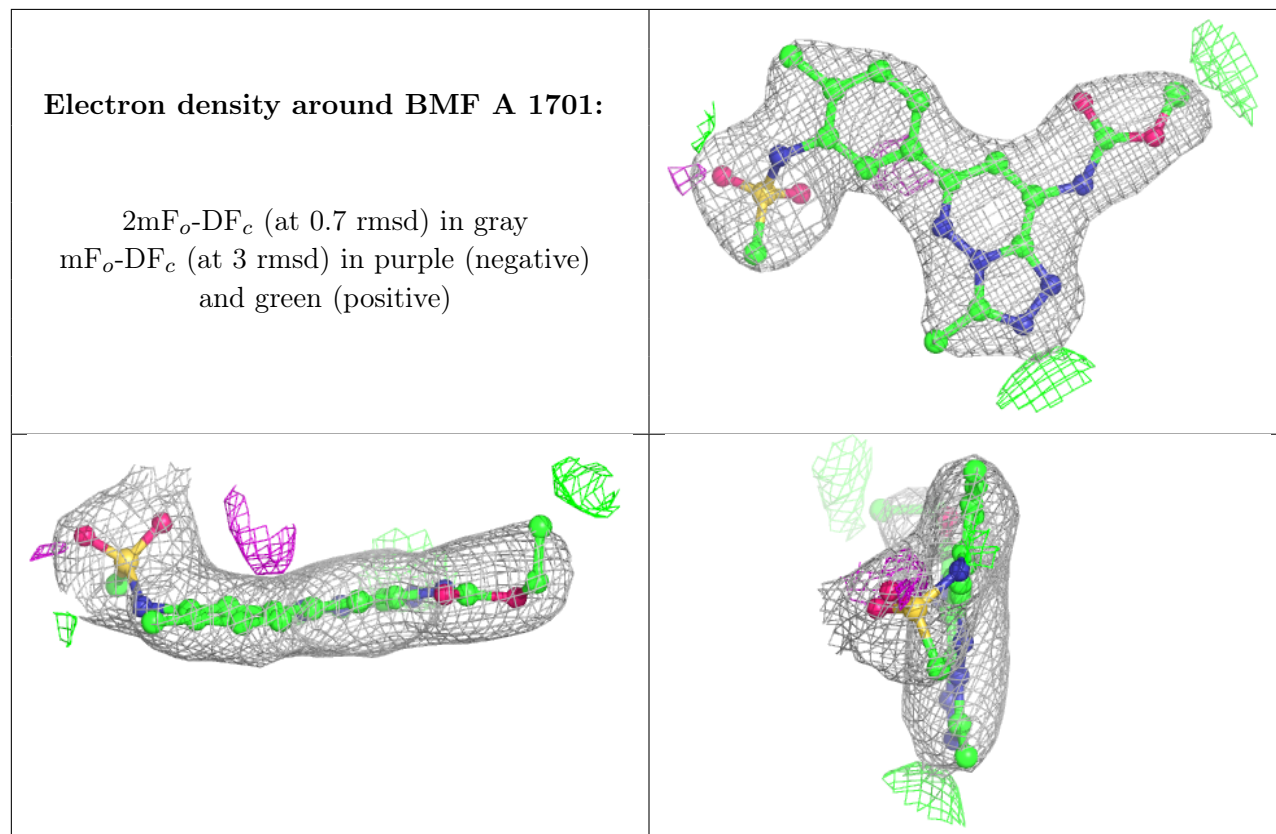 Electron density around BMF A 1701:
2mFo-DFc (at 0.7 rmsd) in gray
mFo-DFc (at 3 rmsd) in purple (negative)
and green (positive)